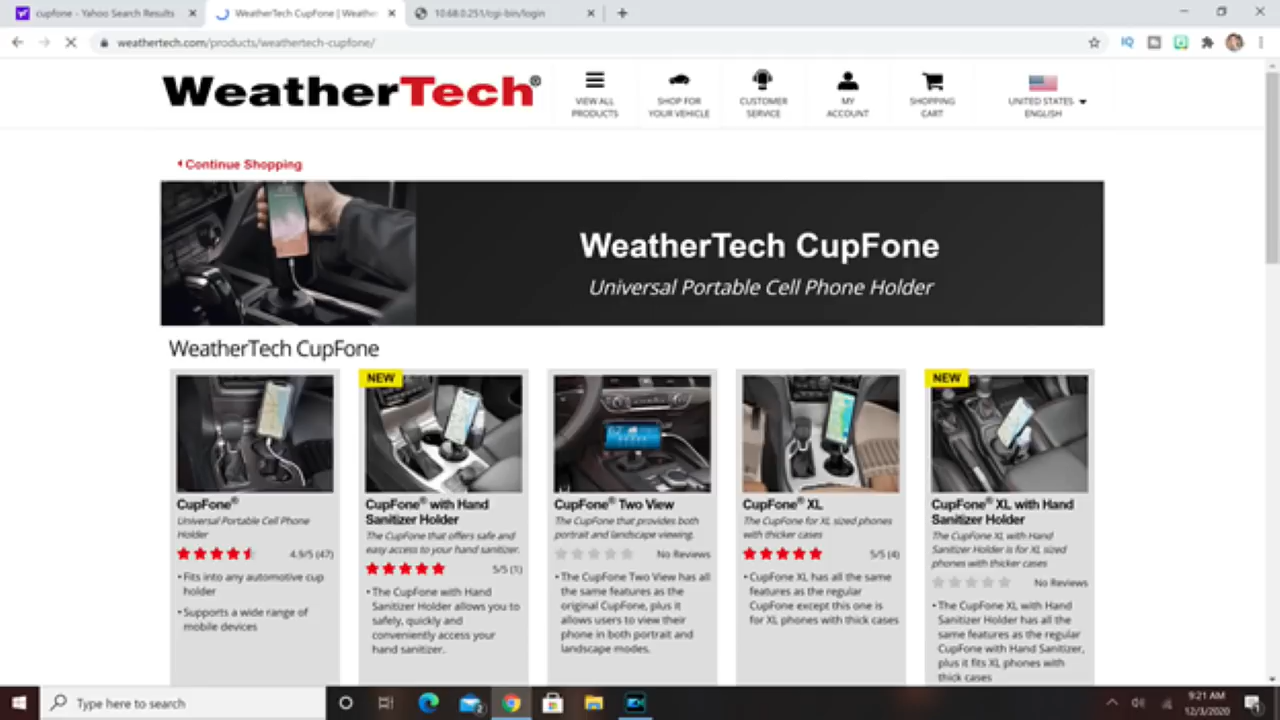 cupfone - Yahoo Search Results
WeatherTech CupFone | Weather
10.68.0.251/cgi-bin/login
weathertech.com/products/weathertech-cupfone/
WeatherTech®
VIEW ALL
PRODUCTS
SHOP FOR
YOUR VEHICLE
CUSTOMER
SERVICE
MY
ACCOUNT
SHOPPING
CART
UNITED STATES
ENGLISH
Continue Shopping
WeatherTech CupFone
Universal Portable Cell Phone Holder
WeatherTech CupFone
CupFone®
Universal Portable Cell Phone
Holder
4.9/5 (47)
• Fits into any automotive cup
holder
• Supports a wide range of
mobile devices
NEW
CupFone® with Hand
Sanitizer Holder
The CupFone that offers safe and
easy access to your hand sanitizer.
5/5 (1)
• The CupFone with Hand
Sanitizer Holder allows you to
safely, quickly and
conveniently access your
hand sanitizer.
CupFone® Two View
The CupFone that provides both
portrait and landscape viewing.
No Reviews
• The CupFone Two View has all
the same features as the
original CupFone, plus it
allows users to view their
phone in both portrait and
landscape modes.
CupFone® XL
The CupFone for XL sized phones
with thicker cases
5/5 (4)
• CupFone XL has all the same
features as the regular
CupFone except this one is
for XL phones with thick cases
NEW
CupFone® XL with Hand
Sanitizer Holder
The CupFone XL with Hand
Sanitizer Holder is for XL sized
phones with thicker cases
No Reviews
• The CupFone XL with Hand
Sanitizer Holder has all the
same features as the regular
CupFone with Hand Sanitizer,
plus it fits XL phones with
thick cases
Type here to search
9:21 AM
12/3/2020